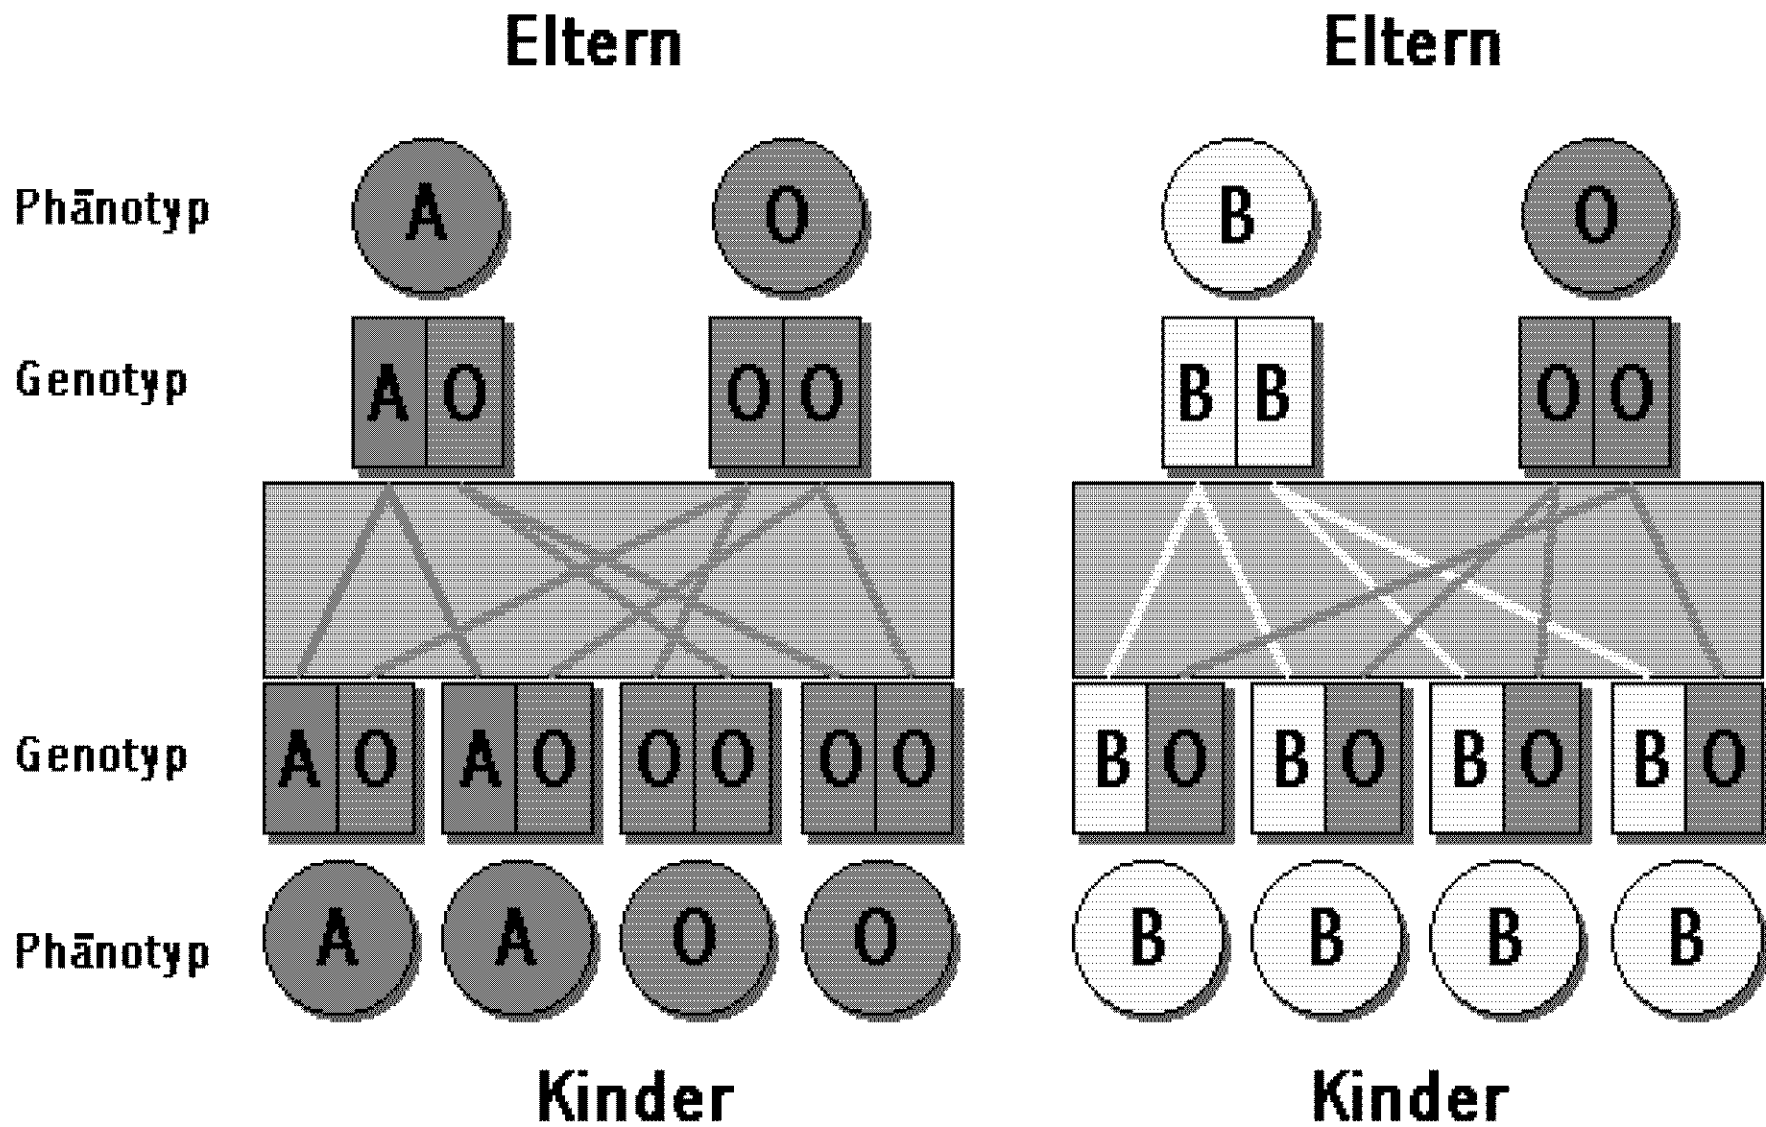 Eltern Eltern
Phänotyp A O B O
Genotyp A O O O B B O O
Genotyp A O A O O O O O B O B O B O B O
Phänotyp A A O O B B B B
Kinder Kinder